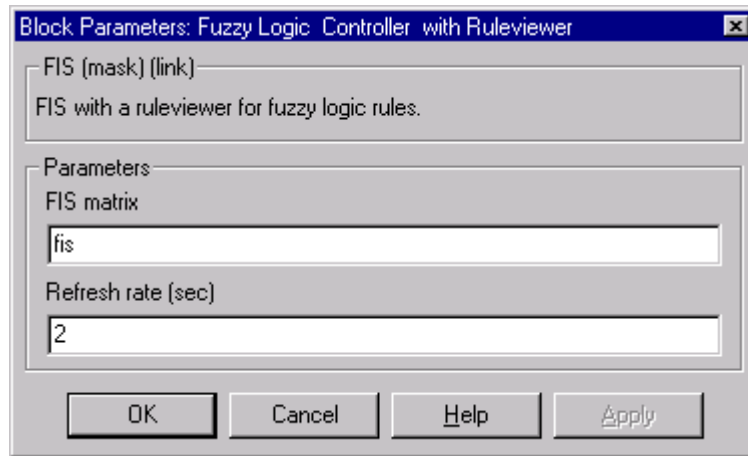 Block Parameters: Fuzzy Logic Controller with Ruleviewer
FIS (mask) (link)
FIS with a ruleviewer for fuzzy logic rules.
Parameters
FIS matrix
fis
Refresh rate (sec)
2
OK Cancel Help Apply